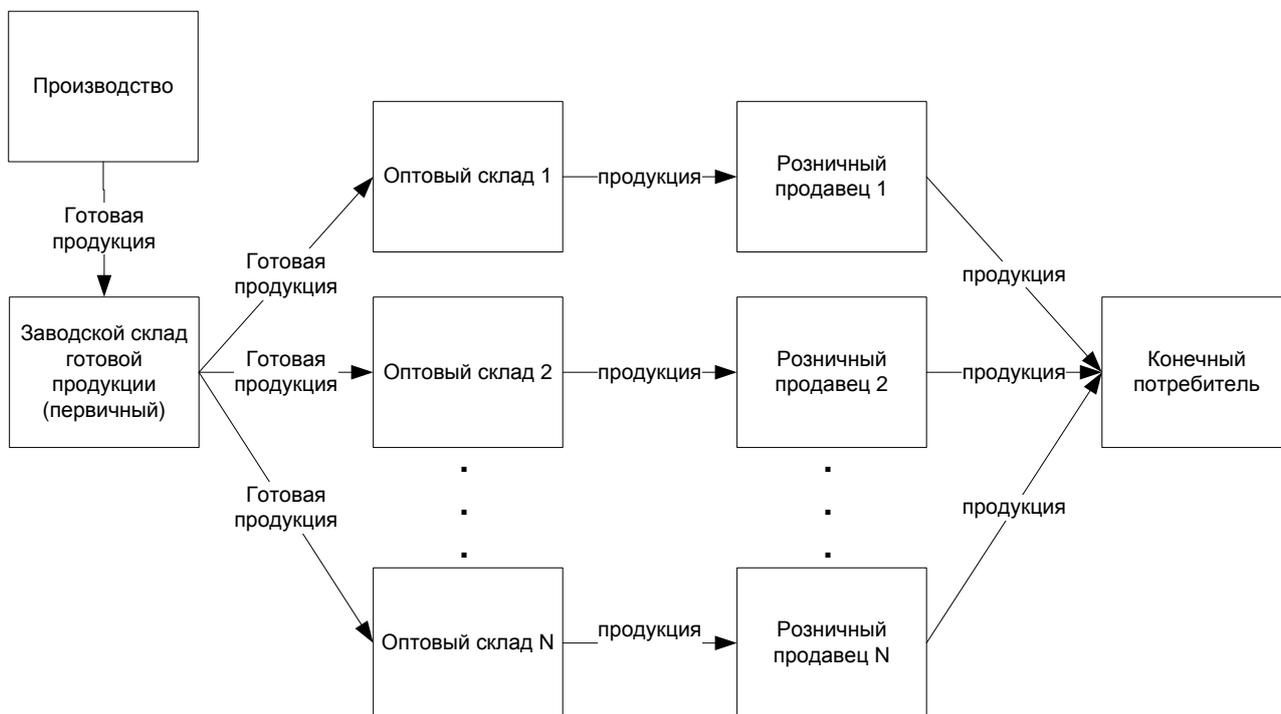 Производство
Готовая
продукция
Заводской склад
готовой
продукции
(первичный)
Готовая
продукция
Готовая
продукция
Готовая
продукция
Оптовый склад 1
продукция
Розничный
продавец 1
продукция
Оптовый склад 2
продукция
Розничный
продавец 2
продукция
Оптовый склад N
продукция
Розничный
продавец N
продукция
Конечный
потребитель